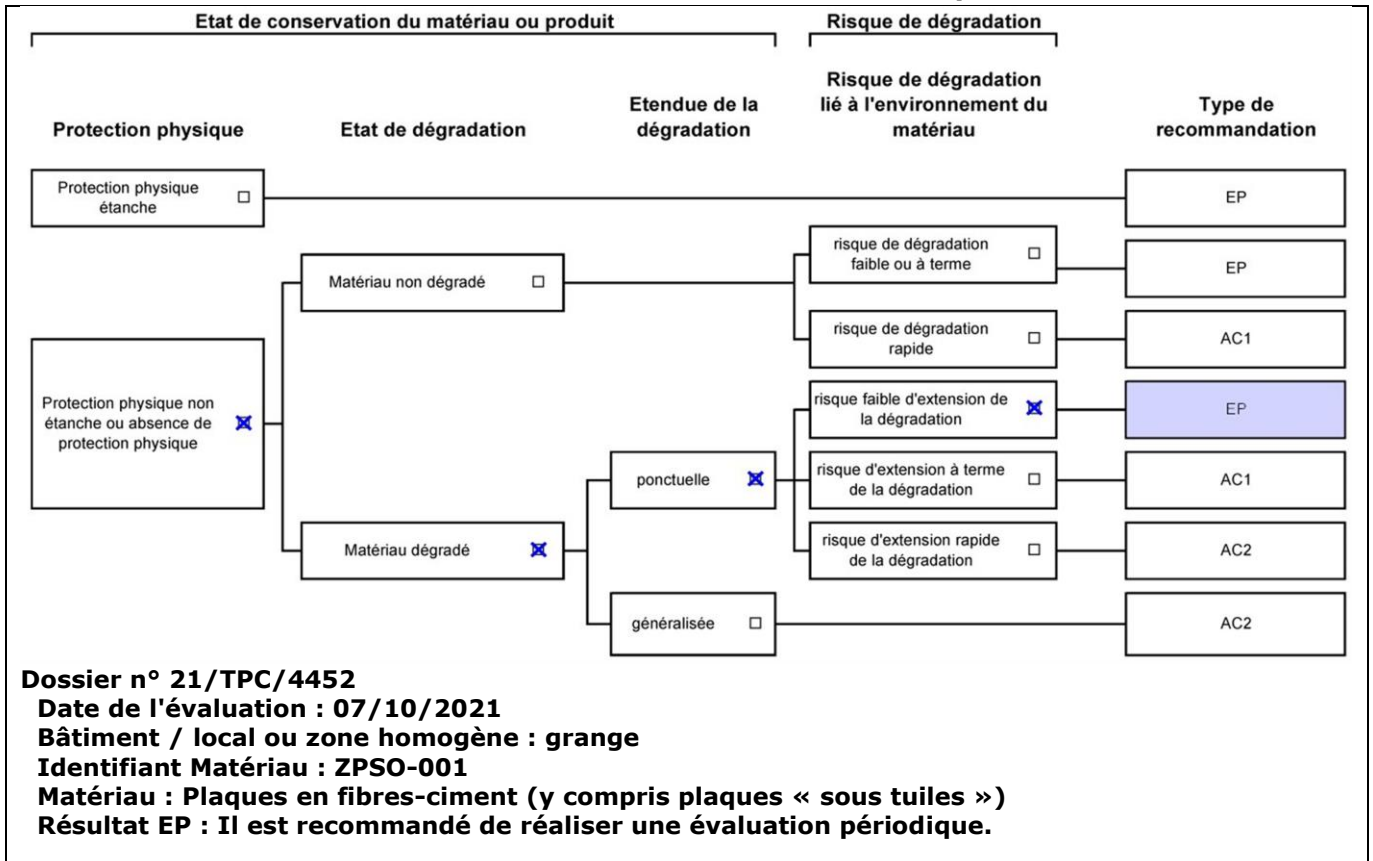 Etat de conservation du matériau ou produit
Risque de dégradation
Protection physique
Etat de dégradation
Etendue de la
dégradation
Risque de dégradation
lié à l'environnement du
matériau
Type de
recommandation
Protection physique
étanche
EP
risque de dégradation
faible ou à terme
EP
Matériau non dégradé
risque de dégradation
rapide
AC1
Protection physique non
étanche ou absence de
protection physique
risque faible d'extension de
la dégradation
EP
ponctuelle
risque d'extension à terme
de la dégradation
AC1
Matériau dégradé
risque d'extension rapide
de la dégradation
AC2
généralisée
AC2
Dossier n° 21/TPC/4452
Date de l'évaluation : 07/10/2021
Bâtiment / local ou zone homogène : grange
Identifiant Matériau : ZPSO-001
Matériau : Plaques en fibres-ciment (y compris plaques « sous tuiles »)
Résultat EP : Il est recommandé de réaliser une évaluation périodique.